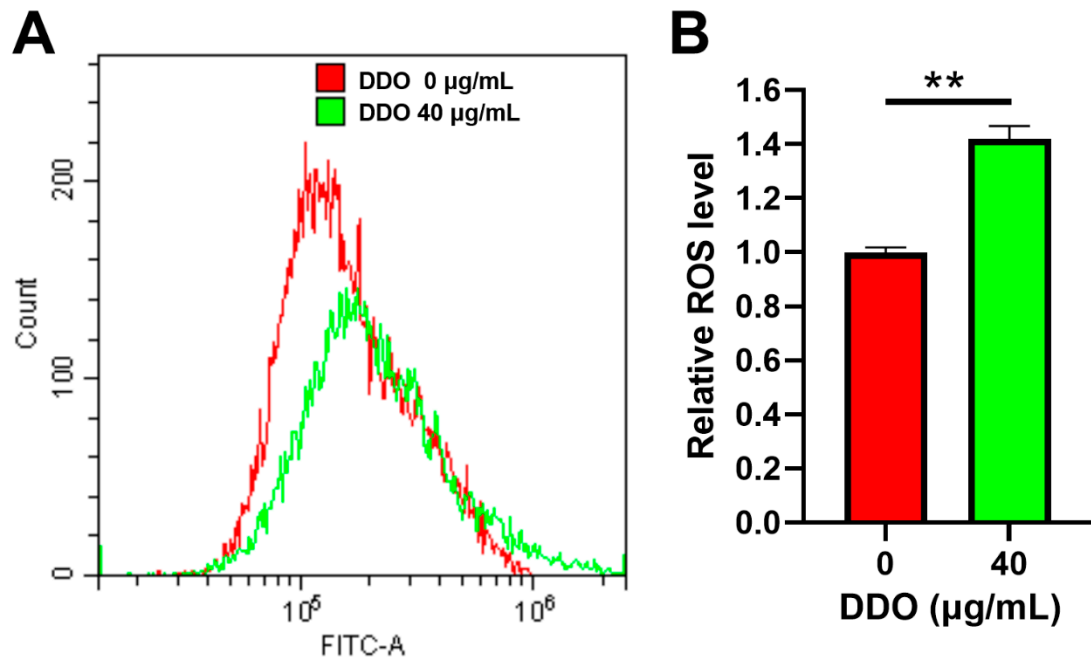 A
DDO 0 µg/mL
DDO 40 µg/mL
200
100
0
Count
10⁵
10⁶
FITC-A
B
**
1.6
1.4
1.2
1.0
0.8
0.6
0.4
0.2
0.0
Relative ROS level
0
40
DDO (µg/mL)